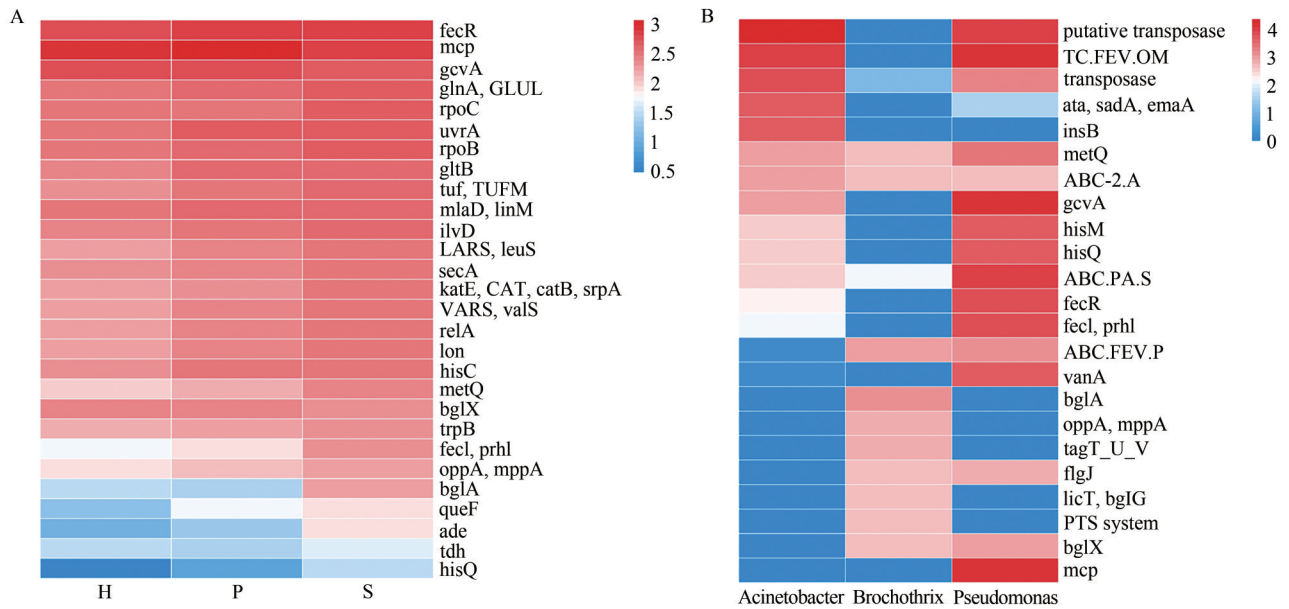 A
fecR
mcp
gcvA
glnA, GLUL
rpoC
uvrA
rpoB
gltB
tuf, TUFM
mlaD, linM
ilvD
LARS, leuS
secA
katE, CAT, catB, srpA
VARS, valS
relA
lon
hisC
metQ
bglX
trpB
fecl, prhl
oppA, mppA
bglA
queF
ade
tdh
hisQ
H P S
3
2.5
2
1.5
1
0.5
B
putative transposase
TC.FEV.OM
transposase
ata, sadA, emaA
insB
metQ
ABC-2.A
gcvA
hisM
hisQ
ABC.PA.S
fecR
fecl, prhl
ABC.FEV.P
vanA
bglA
oppA, mppA
tagT_U_V
flgJ
licT, bgIG
PTS system
bglX
mcp
Acinetobacter Brochothrix Pseudomonas
4
3
2
1
0